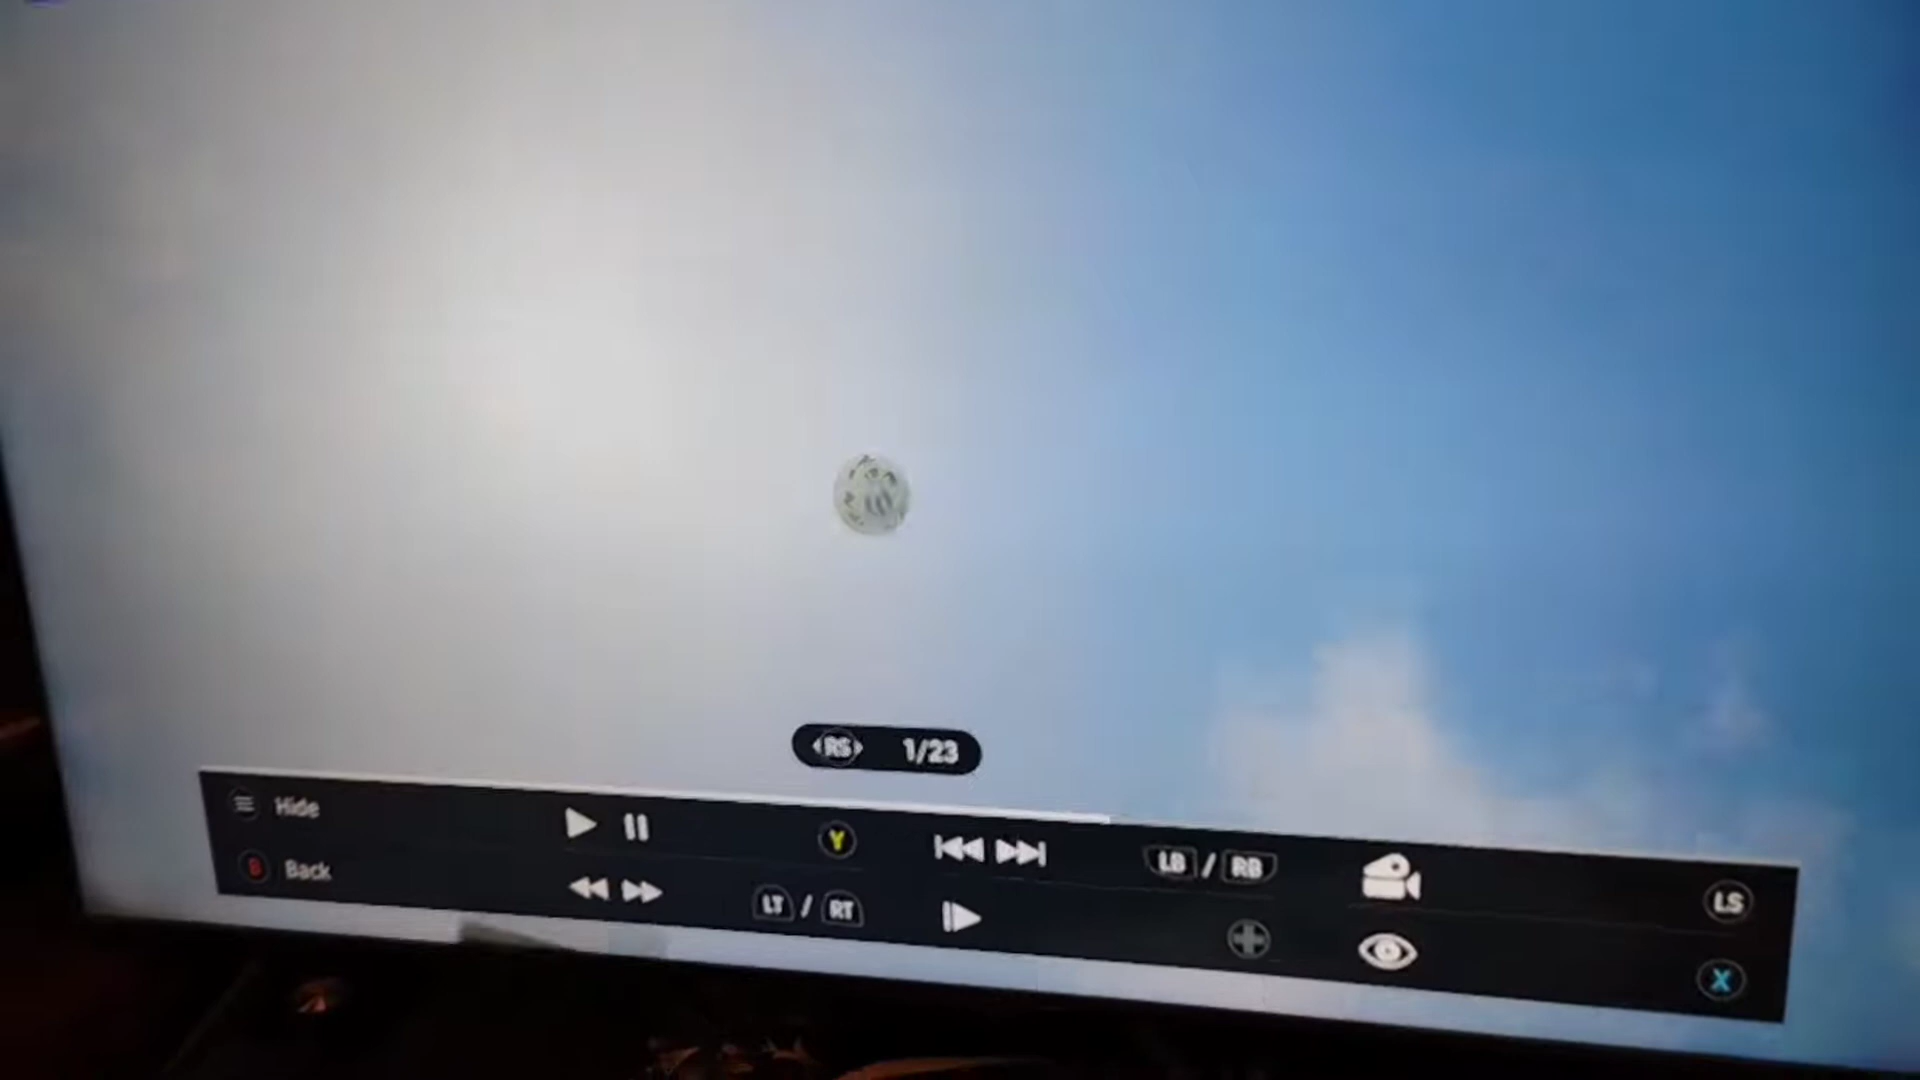 RS 1/23
Hide
Y
LB / RB
LS
B Back
LT / RT
X